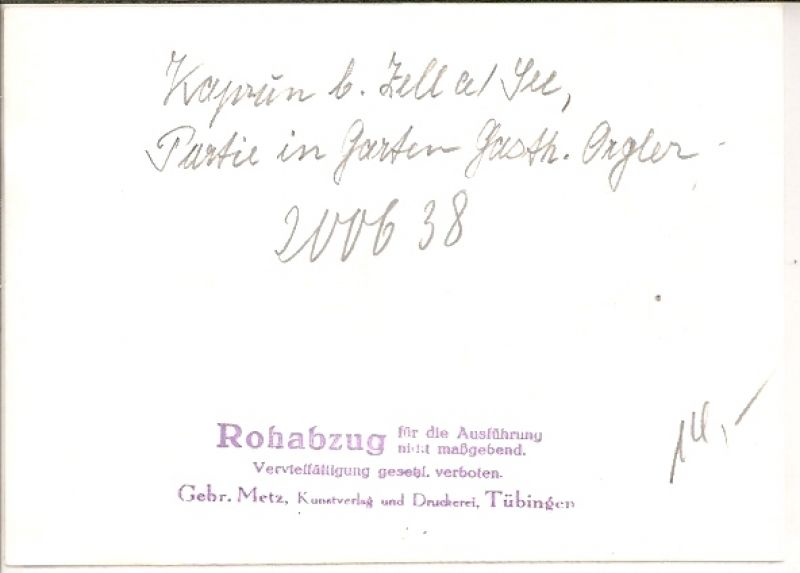 Kaprun b. Zell a/ See,
Partie in Garten Gasth. Orgler
200638
Rohabzug für die Ausführung
nicht maßgebend.
Vervielfältigung gesetzl. verboten.
Gebr. Metz, Kunstverlag und Druckerei, Tübingen